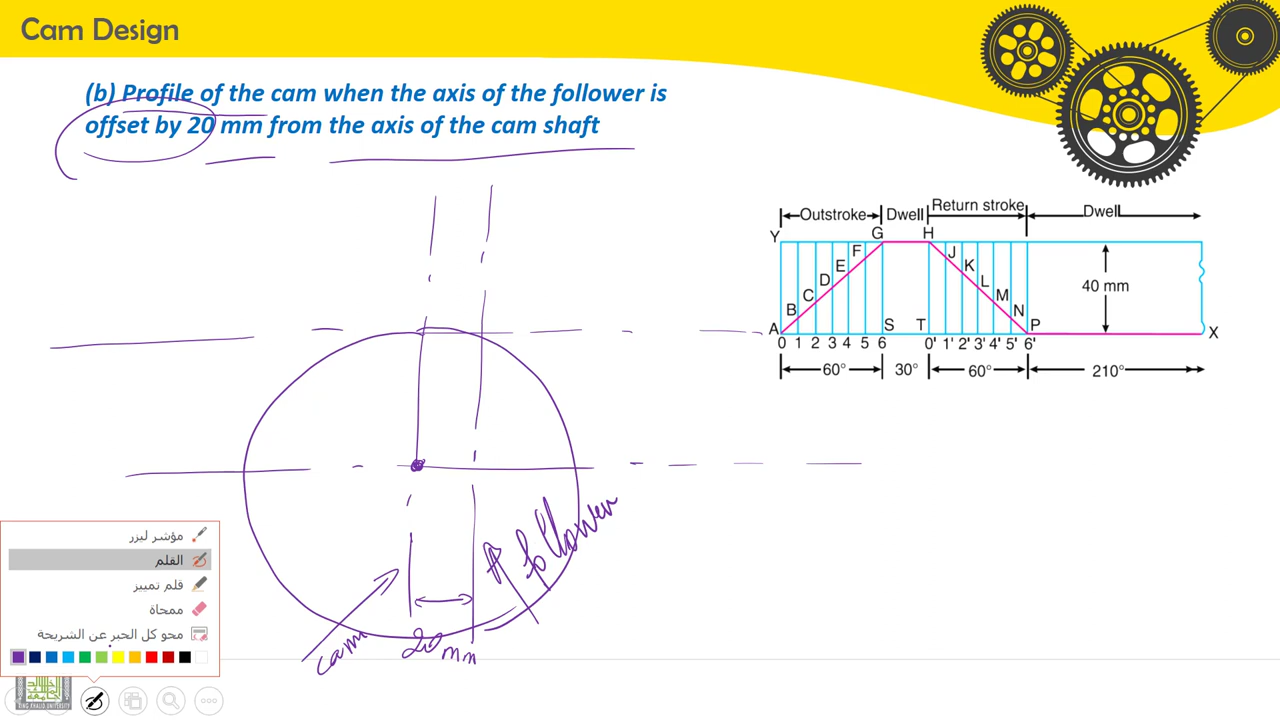 Cam Design
(b) Profile of the cam when the axis of the follower is
offset by 20 mm from the axis of the cam shaft
Outstroke Dwell Return stroke Dwell
Y G H
F J
E K
D L
C M
B N
40 mm
A S T P X
0 1 2 3 4 5 6 0' 1' 2' 3' 4' 5' 6'
60° 30° 60° 210°
follower
cam
20 mm
مؤشر ليزر
القلم
قلم تمييز
ممحاة
محو كل الحبر عن الشريحة
KING KHALID UNIVERSITY